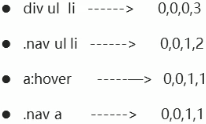 ● div ul li ------> 0,0,0,3
● .nav ul li ------> 0,0,1,2
● a:hover -----—> 0,0,1,1
● .nav a ------> 0,0,1,1